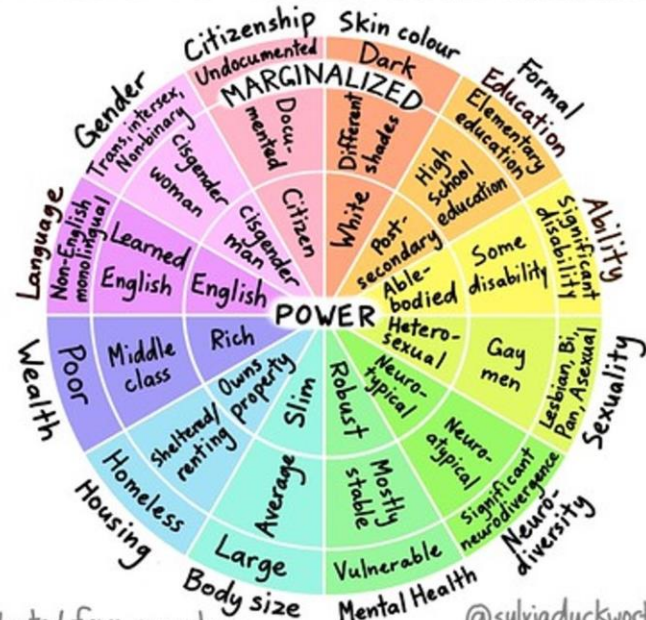 Citizenship
Undocumented
Docu-
mented
Citizen
Skin colour
Dark
Different
shades
White
Formal
Education
Elementary
education
High
school
education
Post-
secondary
Ability
Significant
disability
Some
disability
Able-
bodied
Sexuality
Lesbian, Bi,
Pan, Asexual
Gay
men
Hetero-
sexual
Neuro-
diversity
Significant
neurodivergence
Neuro-
atypical
Neuro-
typical
Mental Health
Vulnerable
Mostly
stable
Robust
Body size
Large
Average
Slim
Housing
Homeless
Sheltered/
renting
Owns
property
Wealth
Poor
Middle
class
Rich
Language
Non-English
monolingual
Learned
English
English
Gender
Trans, intersex,
Non-binary
Cisgender
woman
Cisgender
man
MARGINALIZED
POWER